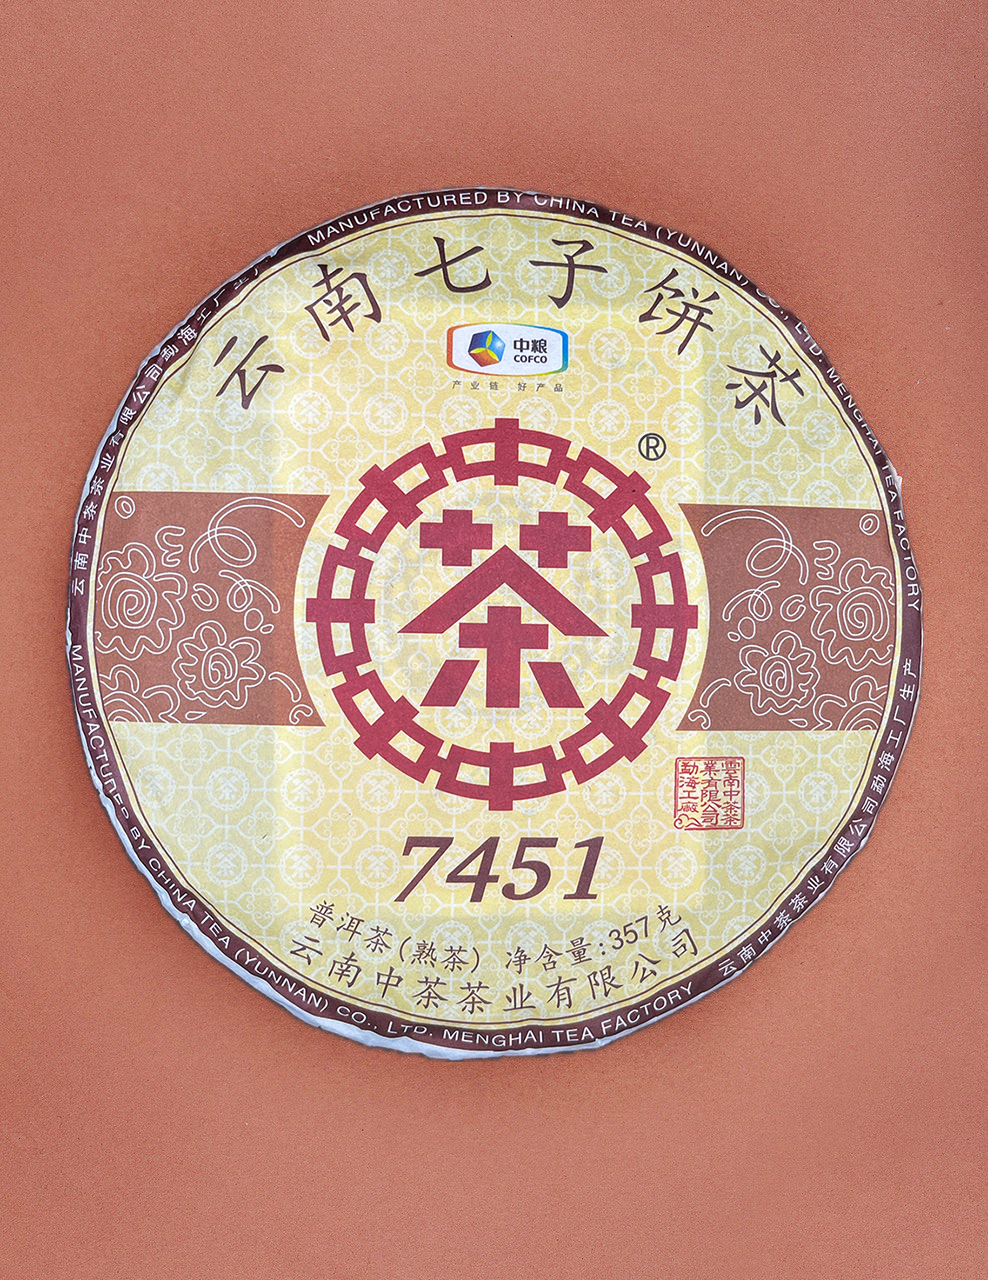 云南七子饼茶
中粮
COFCO
产业链 好产品
®
茶
雲南中茶茶
業有限公司
勐海工廠
7451
普洱茶(熟茶) 净含量:357克
云南中茶茶业有限公司
MANUFACTURED BY CHINA TEA (YUNNAN) CO., LTD. MENGHAI TEA FACTORY
云南中茶茶业有限公司勐海工厂生产
MANUFACTURED BY CHINA TEA (YUNNAN) CO., LTD. MENGHAI TEA FACTORY
云南中茶茶业有限公司勐海工厂生产